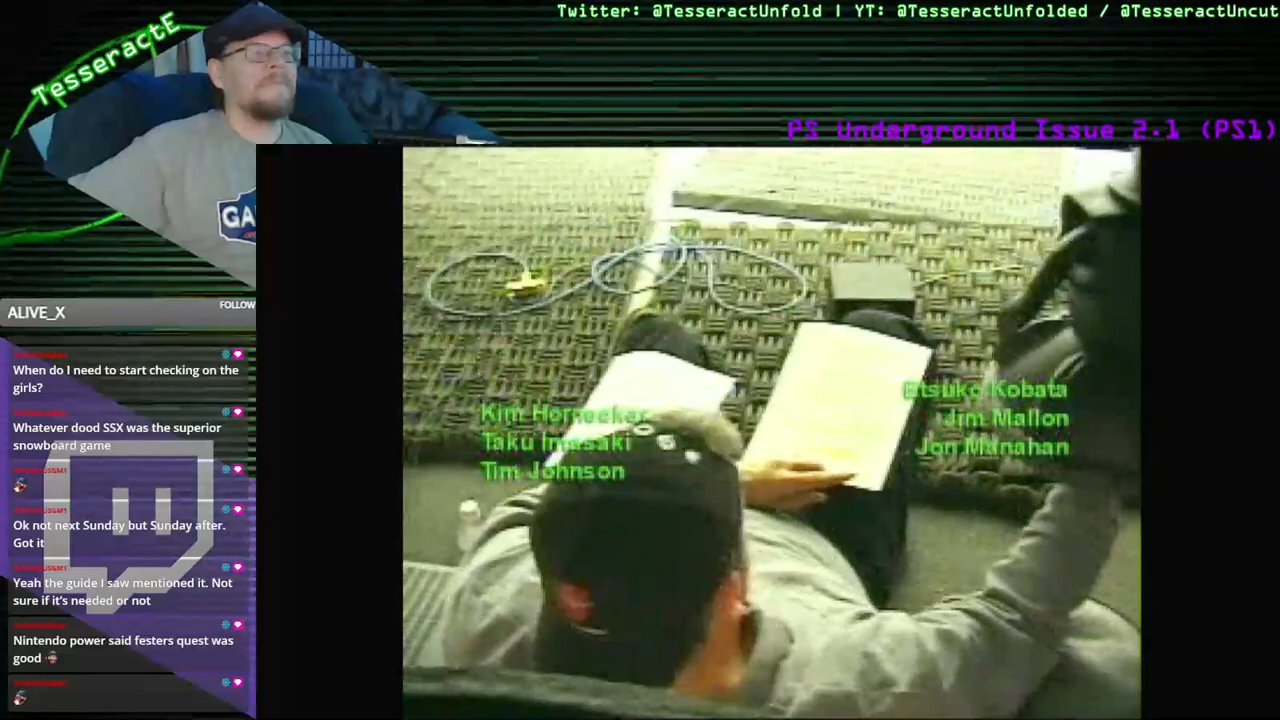 Twitter: @TesseractUnfold | YT: @TesseractUnfolded / @TesseractUncut
TesseractE
PS Underground Issue 2.1 (PS1)
GA
ALIVE_X
FOLLOW
When do I need to start checking on the
girls?
Whatever dood SSX was the superior
snowboard game
Ok not next Sunday but Sunday after.
Got it
Yeah the guide I saw mentioned it. Not
sure if it's needed or not
Nintendo power said festers quest was
good
Kim
Taku Imasaki
Tim Johnson
Etsuko Kobata
Jim Mallon
Jon Manahan